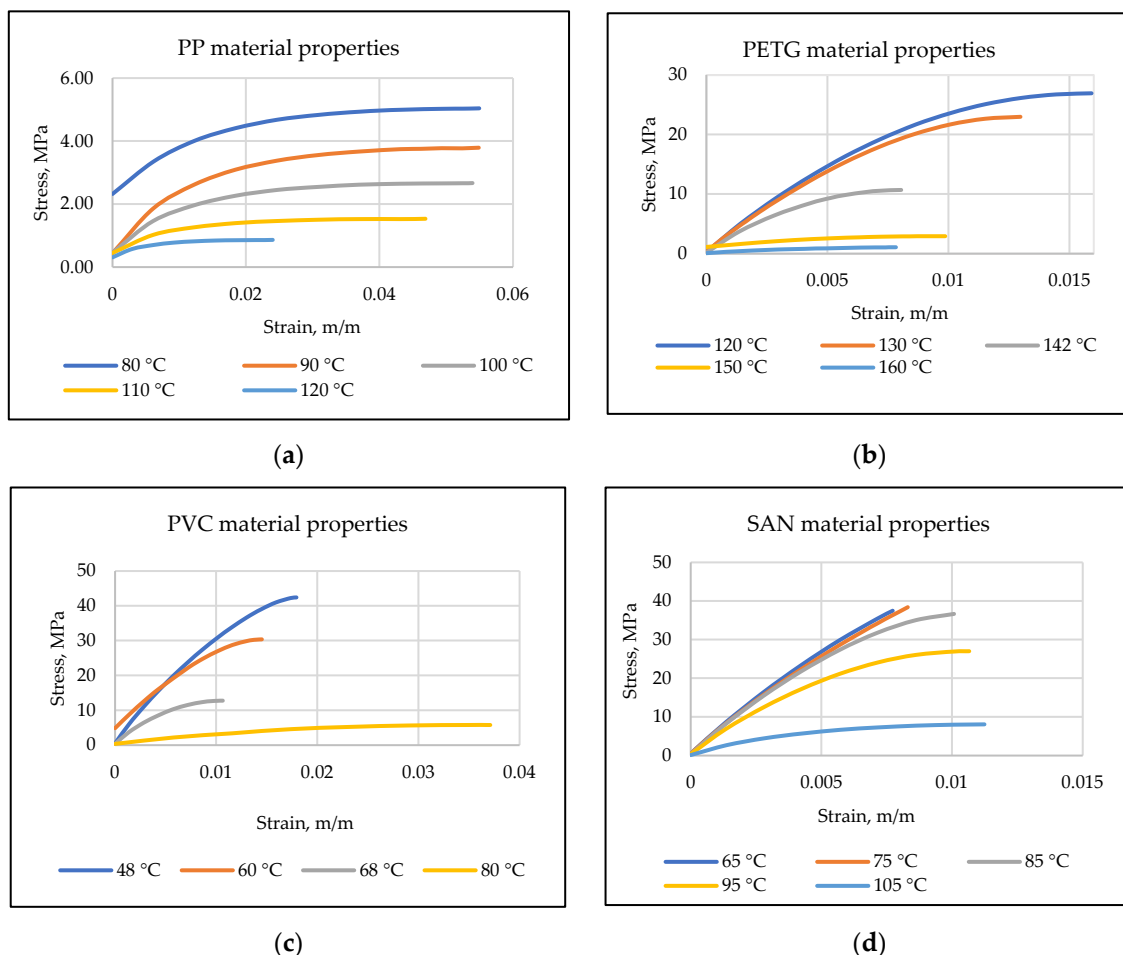 PP material properties
6.00
4.00
2.00
0.00
Stress, MPa
0 0.02 0.04 0.06
Strain, m/m
80 °C 90 °C 100 °C
110 °C 120 °C
(a)
PETG material properties
30
20
10
0
Stress, MPa
0 0.005 0.01 0.015
Strain, m/m
120 °C 130 °C 142 °C
150 °C 160 °C
(b)
PVC material properties
50
40
30
20
10
0
Stress, MPa
0 0.01 0.02 0.03 0.04
Strain, m/m
48 °C 60 °C 68 °C 80 °C
(c)
SAN material properties
50
40
30
20
10
0
Stress, MPa
0 0.005 0.01 0.015
Strain, m/m
65 °C 75 °C 85 °C
95 °C 105 °C
(d)